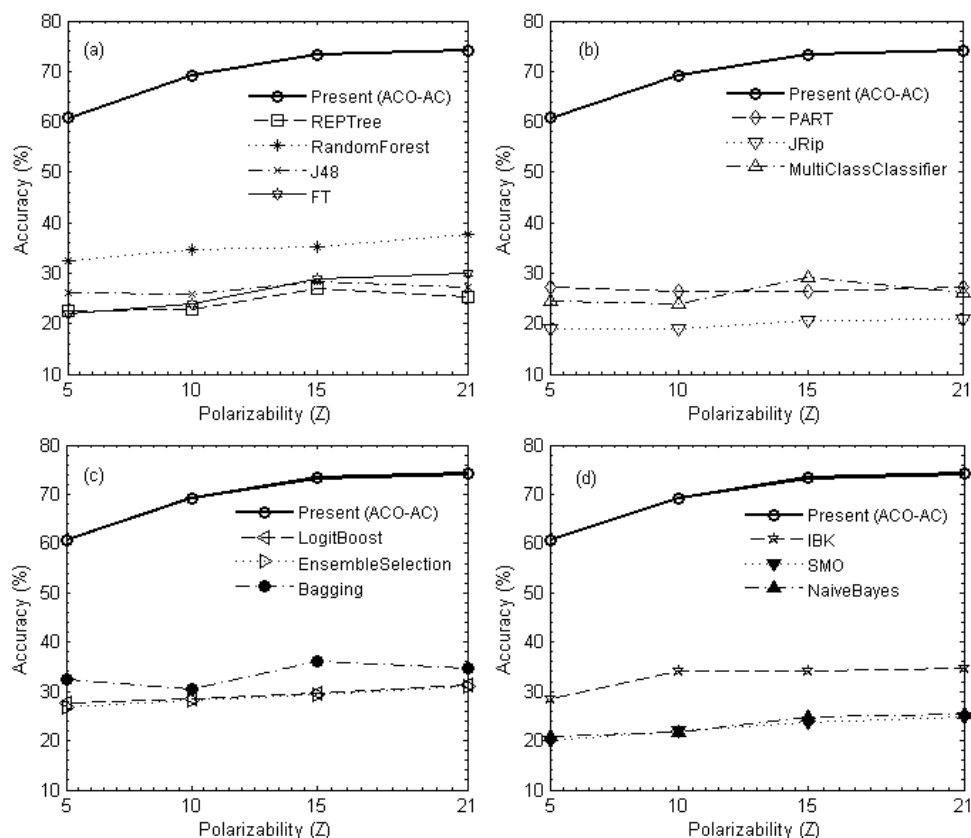 80
70
60
50
40
30
20
10
Accuracy (%)
(a)
Present (ACO-AC)
REPTree
RandomForest
J48
FT
5
10
15
21
Polarizability (Z)
80
70
60
50
40
30
20
10
Accuracy (%)
(b)
Present (ACO-AC)
PART
JRip
MultiClassClassifier
5
10
15
21
Polarizability (Z)
80
70
60
50
40
30
20
10
Accuracy (%)
(c)
Present (ACO-AC)
LogitBoost
EnsembleSelection
Bagging
5
10
15
21
Polarizability (Z)
80
70
60
50
40
30
20
10
Accuracy (%)
(d)
Present (ACO-AC)
IBK
SMO
NaiveBayes
5
10
15
21
Polarizability (Z)